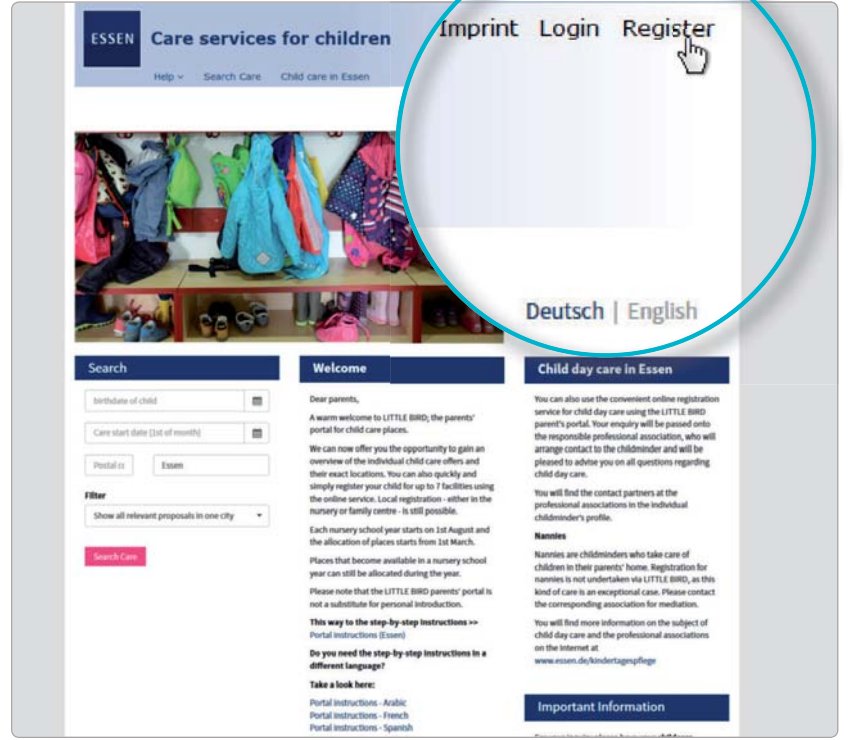 ESSEN
Care services for children
Imprint Login Register
Help Search Care Child care in Essen
Deutsch | English
Search
birthdate of child
Care start date (1st of month)
Essen
Filter
Show all relevant proposals in one city
Search Care
Welcome
Dear parents,
A warm welcome to LITTLE BIRD; the parents'
portal for child care places.
We can now offer you the opportunity to gain an
overview of the individual child care offers and
their exact locations. You can also quickly and
simply register your child for up to 7 facilities using
the online service. Local registration - either in the
nursery or family centre - is still possible.
Each nursery school year starts on 1st August and
the allocation of places starts from 1st March.
Places that become available in a nursery school
year can still be allocated during the year.
Please note that the LITTLE BIRD parents' portal is
not a substitute for personal introduction.
This way to the step-by-step instructions >>
Portal instructions (Essen)
Do you need the step-by-step instructions in a
different language?
Take a look here:
Portal instructions - Arabic
Portal instructions - French
Portal instructions - Spanish
Child day care in Essen
You can also use the convenient online registration
service for child day care using the LITTLE BIRD
parent's portal. Your enquiry will be passed onto
the responsible professional association, who will
arrange contact to the childminder and will be
pleased to advise you on all questions regarding
child day care.
You will find the contact partners at the
professional associations in the individual
childminder's profile.
Nannies
Nannies are childminders who take care of
children in their parents' home. Registration for
nannies is not undertaken via LITTLE BIRD, as this
kind of care is an exceptional case. Please contact
the corresponding association for mediation.
You will find more information on the subject of
child day care and the professional associations
on the Internet at
www.essen.de/kindertagespflege
Important Information